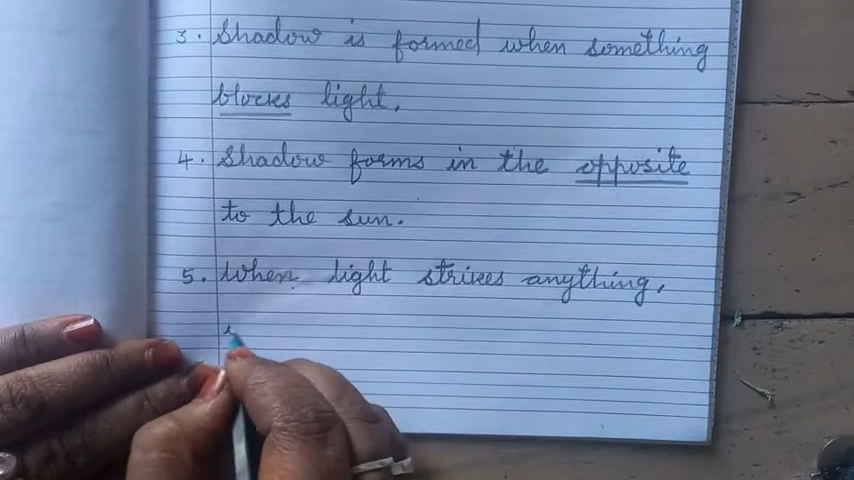 3. Shadow is formed when something
blocks light.
4. Shadow forms in the opposite
to the sun.
5. When light strikes anything,